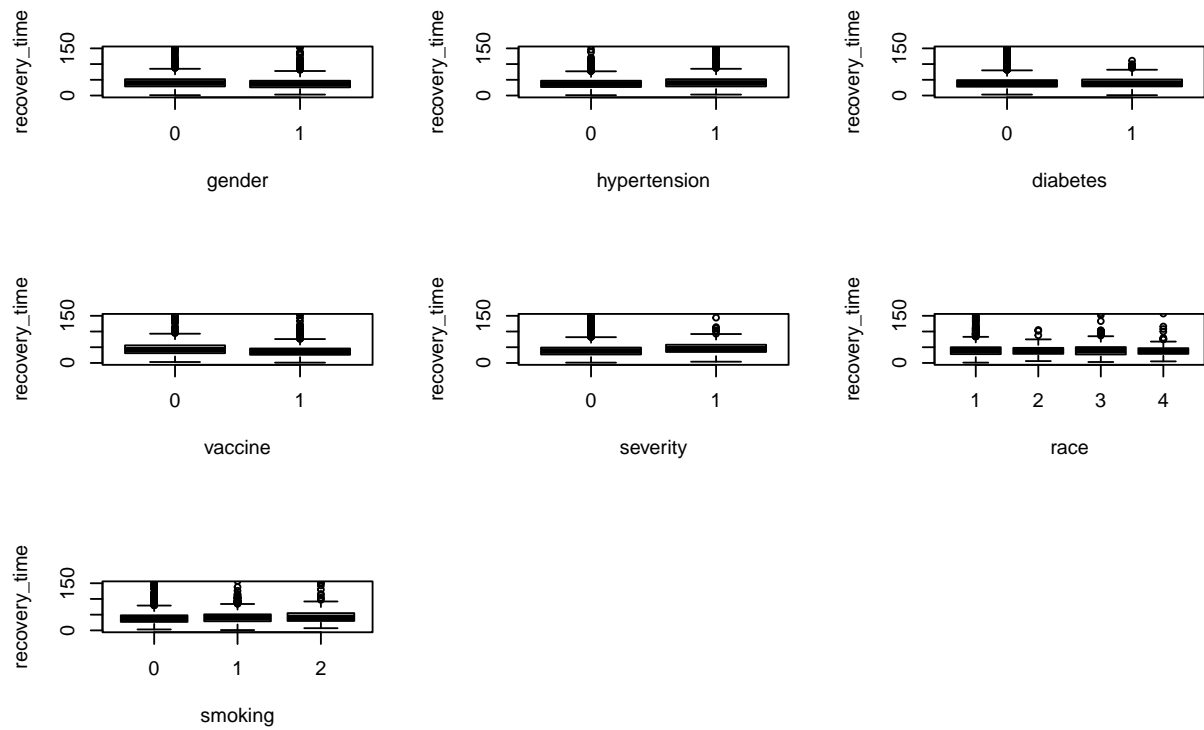 recovery_time
150
0
0 1
gender
recovery_time
150
0
0 1
hypertension
recovery_time
150
0
0 1
diabetes
recovery_time
150
0
0 1
vaccine
recovery_time
150
0
0 1
severity
recovery_time
150
0
1 2 3 4
race
recovery_time
150
0
0 1 2
smoking